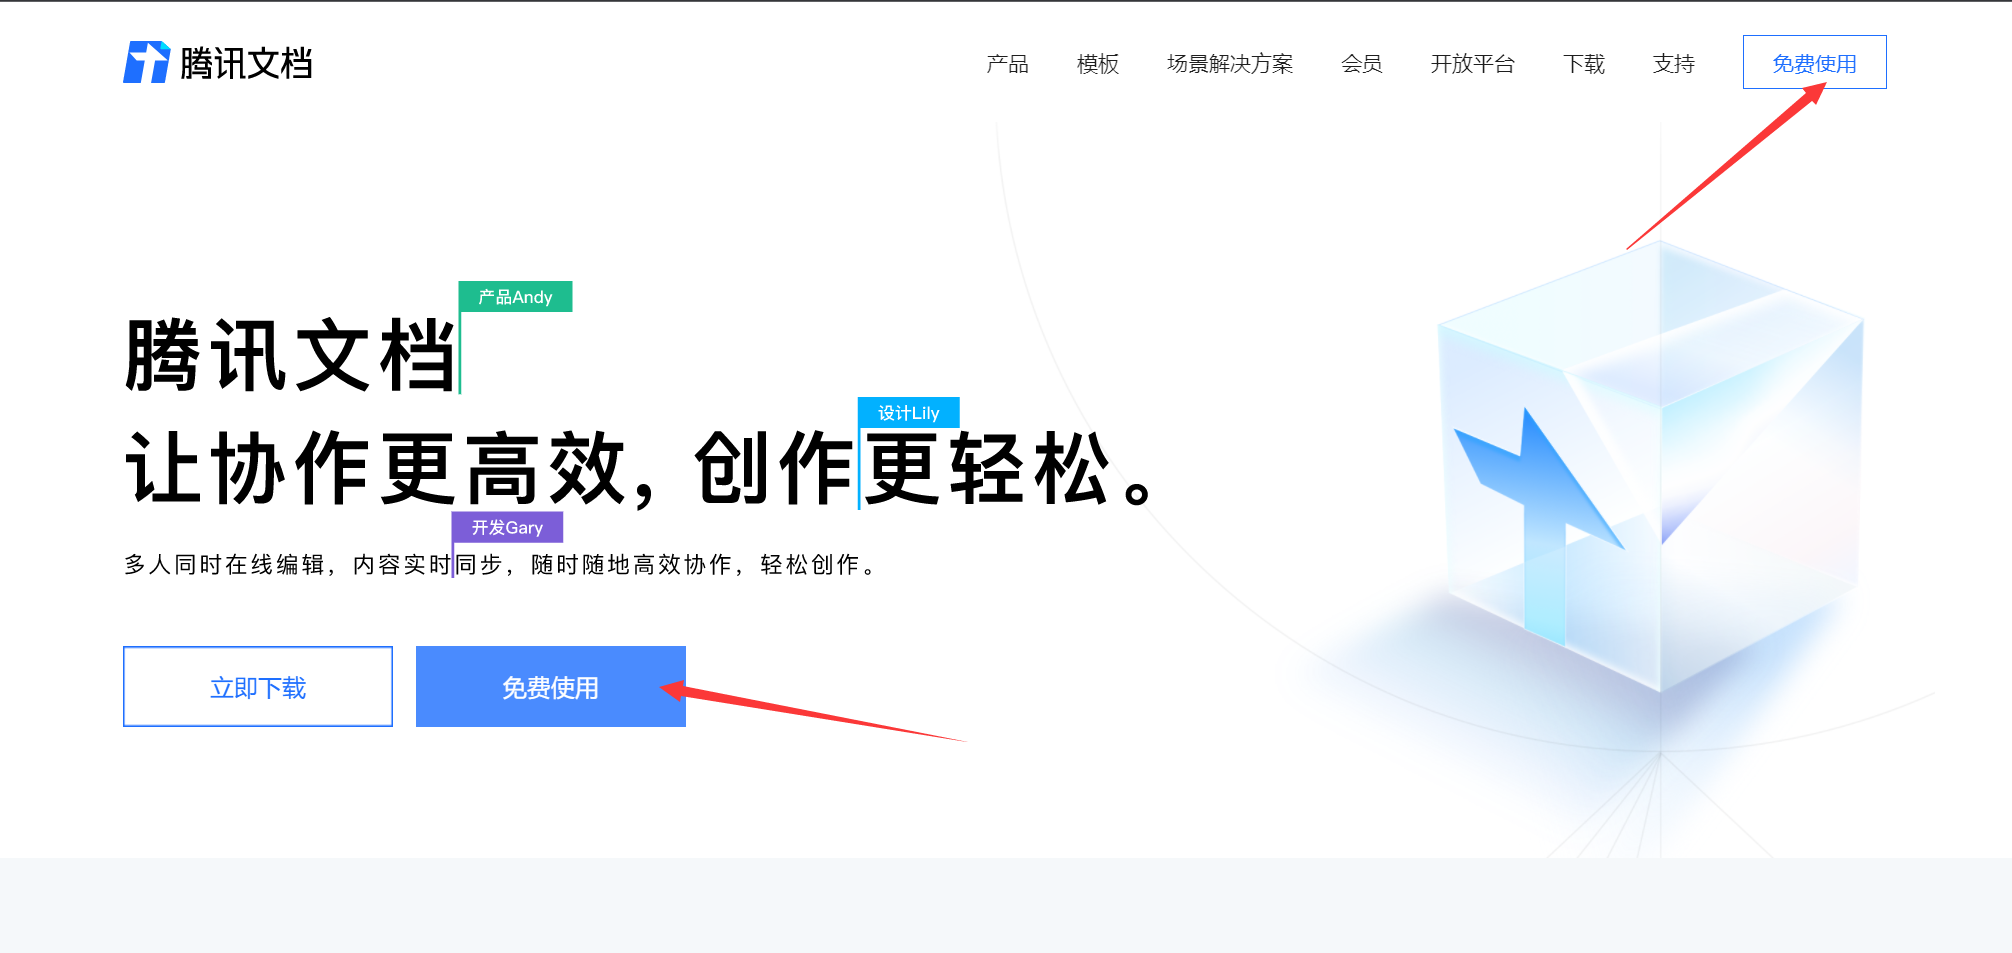 腾讯文档
产品 模板 场景解决方案 会员 开放平台 下载 支持 免费使用
产品Andy
腾讯文档
设计Lily
让协作更高效，创作更轻松。
开发Gary
多人同时在线编辑，内容实时同步，随时随地高效协作，轻松创作。
立即下载 免费使用